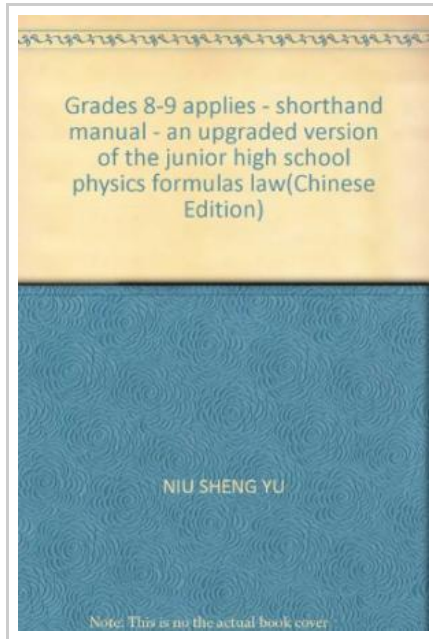 Grades 8-9 applies - shorthand
manual - an upgraded version
of the junior high school
physics formulas law(Chinese
Edition)
NIU SHENG YU
Note: This is no the actual book cover